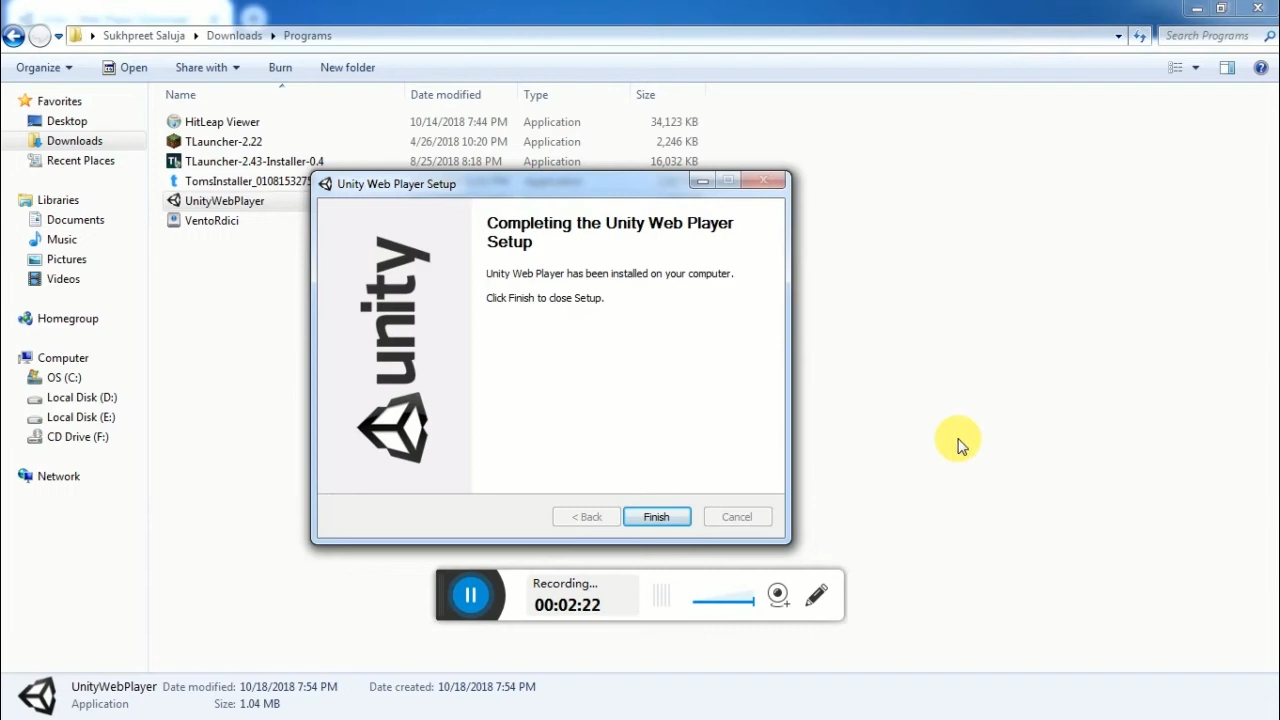 Sukhpreet Saluja Downloads Programs Search Programs
Organize Open Share with Burn New folder
Favorites
Desktop
Downloads
Recent Places
Libraries
Documents
Music
Pictures
Videos
Homegroup
Computer
OS (C:)
Local Disk (D:)
Local Disk (E:)
CD Drive (F:)
Network
Name Date modified Type Size
HitLeap Viewer 10/14/2018 7:44 PM Application 34,123 KB
TLauncher-2.22 4/26/2018 10:20 PM Application 2,246 KB
TLauncher-2.43-Installer-0.4 8/25/2018 8:18 PM Application 16,032 KB
UnityWebPlayer
VentoRdici
Unity Web Player Setup
Completing the Unity Web Player
Setup
Unity Web Player has been installed on your computer.
Click Finish to close Setup.
unity
< Back Finish Cancel
Recording...
00:02:22
UnityWebPlayer Date modified: 10/18/2018 7:54 PM Date created: 10/18/2018 7:54 PM
Application Size: 1.04 MB